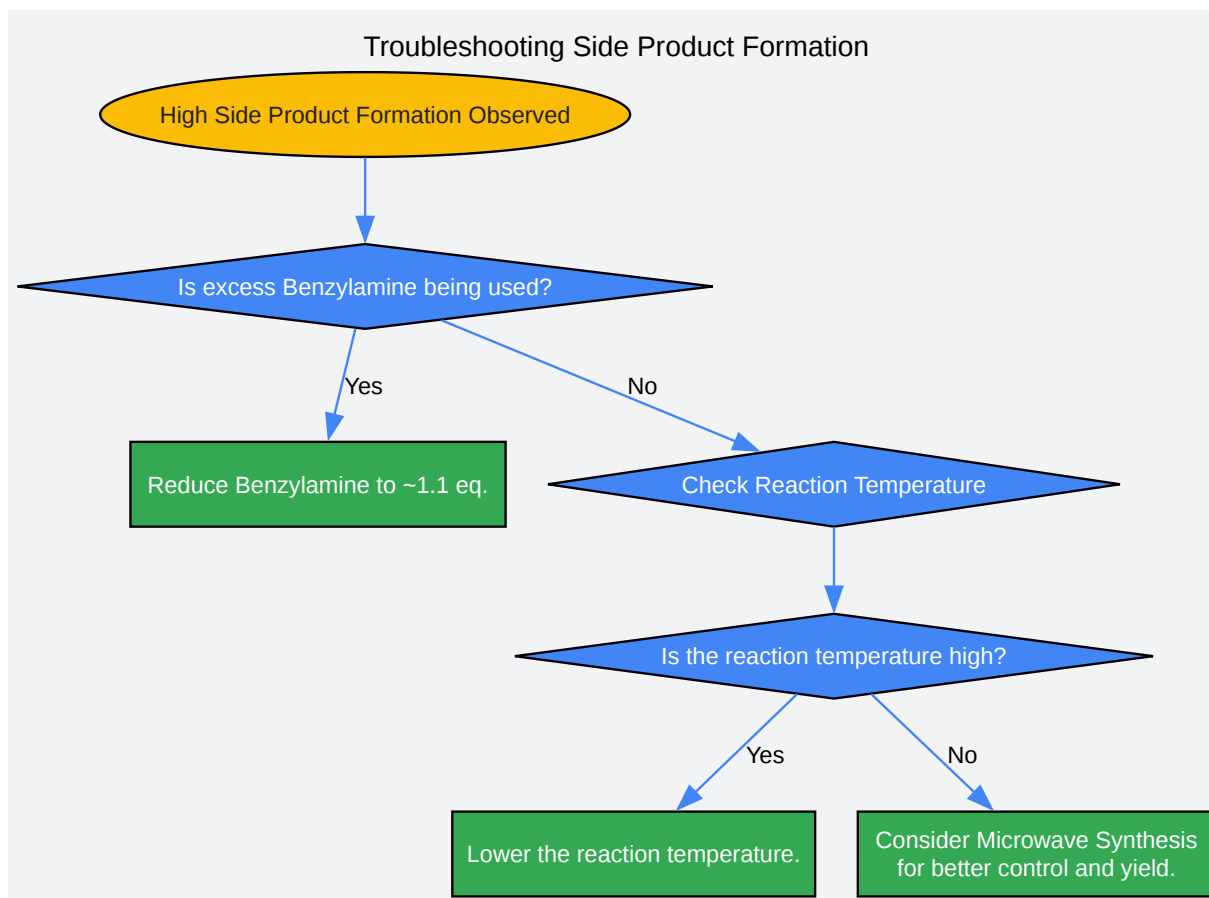 Troubleshooting Side Product Formation
High Side Product Formation Observed
Is excess Benzylamine being used?
Yes
No
Reduce Benzylamine to ~1.1 eq.
Check Reaction Temperature
Is the reaction temperature high?
Yes
No
Lower the reaction temperature.
Consider Microwave Synthesis
for better control and yield.